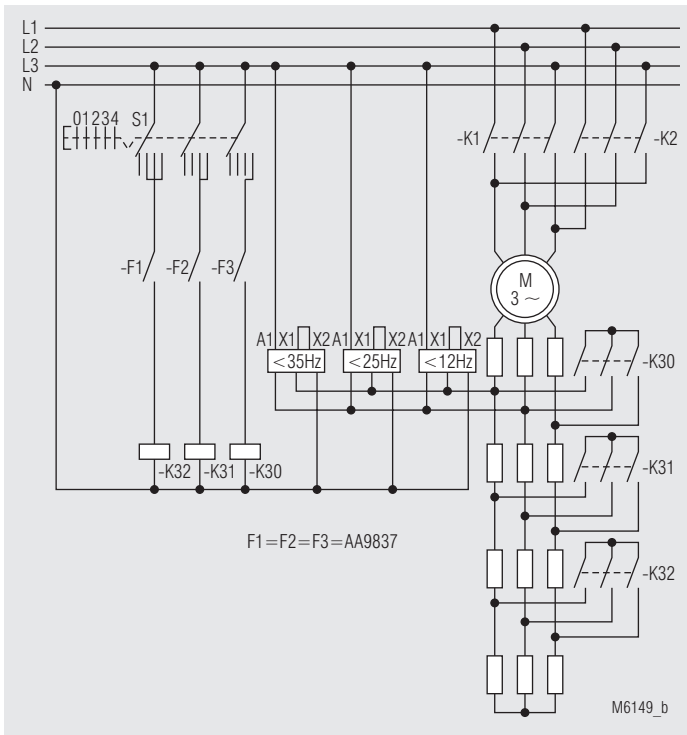 L1
L2
L3
N
01234 S1
-K1 -K2
-F1 -F2 -F3
M
3 ~
A1 X1 X2 A1 X1 X2 A1 X1 X2
<35Hz <25Hz <12Hz
-K30
-K32 -K31 -K30
-K31
F1=F2=F3=AA9837
-K32
M6149_b